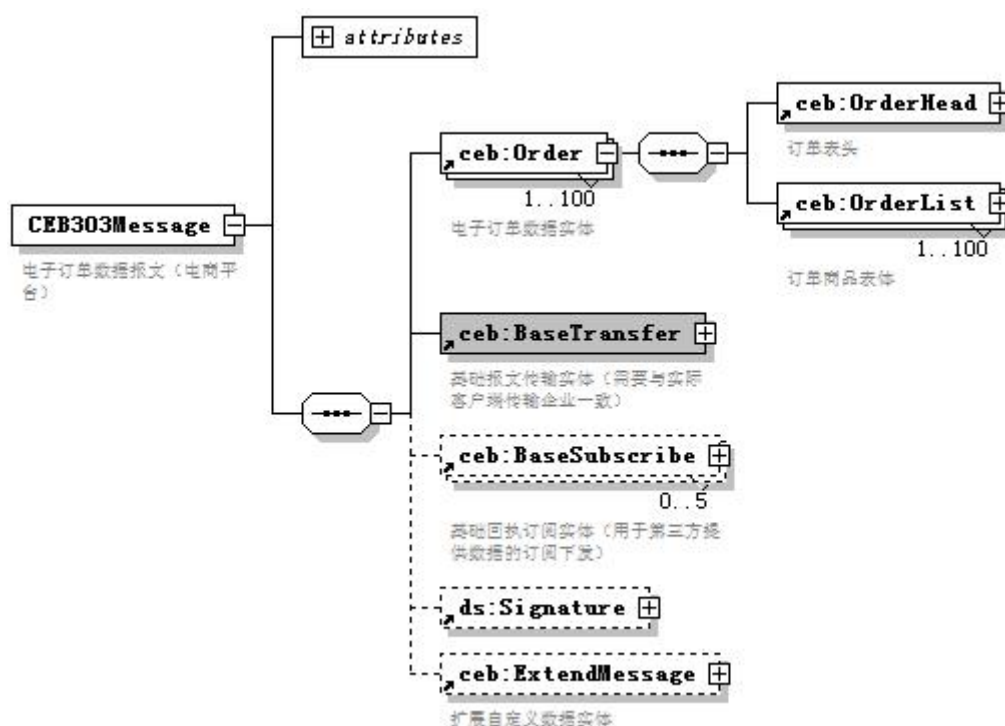 attributes
ceb:OrderHead
订单表头
ceb:Order
1..100
电子订单数据实体
ceb:OrderList
1..100
订单商品表体
CEB303Message
电子订单数据报文（电商平
台）
ceb:BaseTransfer
基础报文传输实体（需要与实际
客户端传输企业一致）
ceb:BaseSubscribe
0..5
基础回执订阅实体（用于第三方提
供数据的订阅下发）
ds:Signature
ceb:ExtendMessage
扩展自定义数据实体